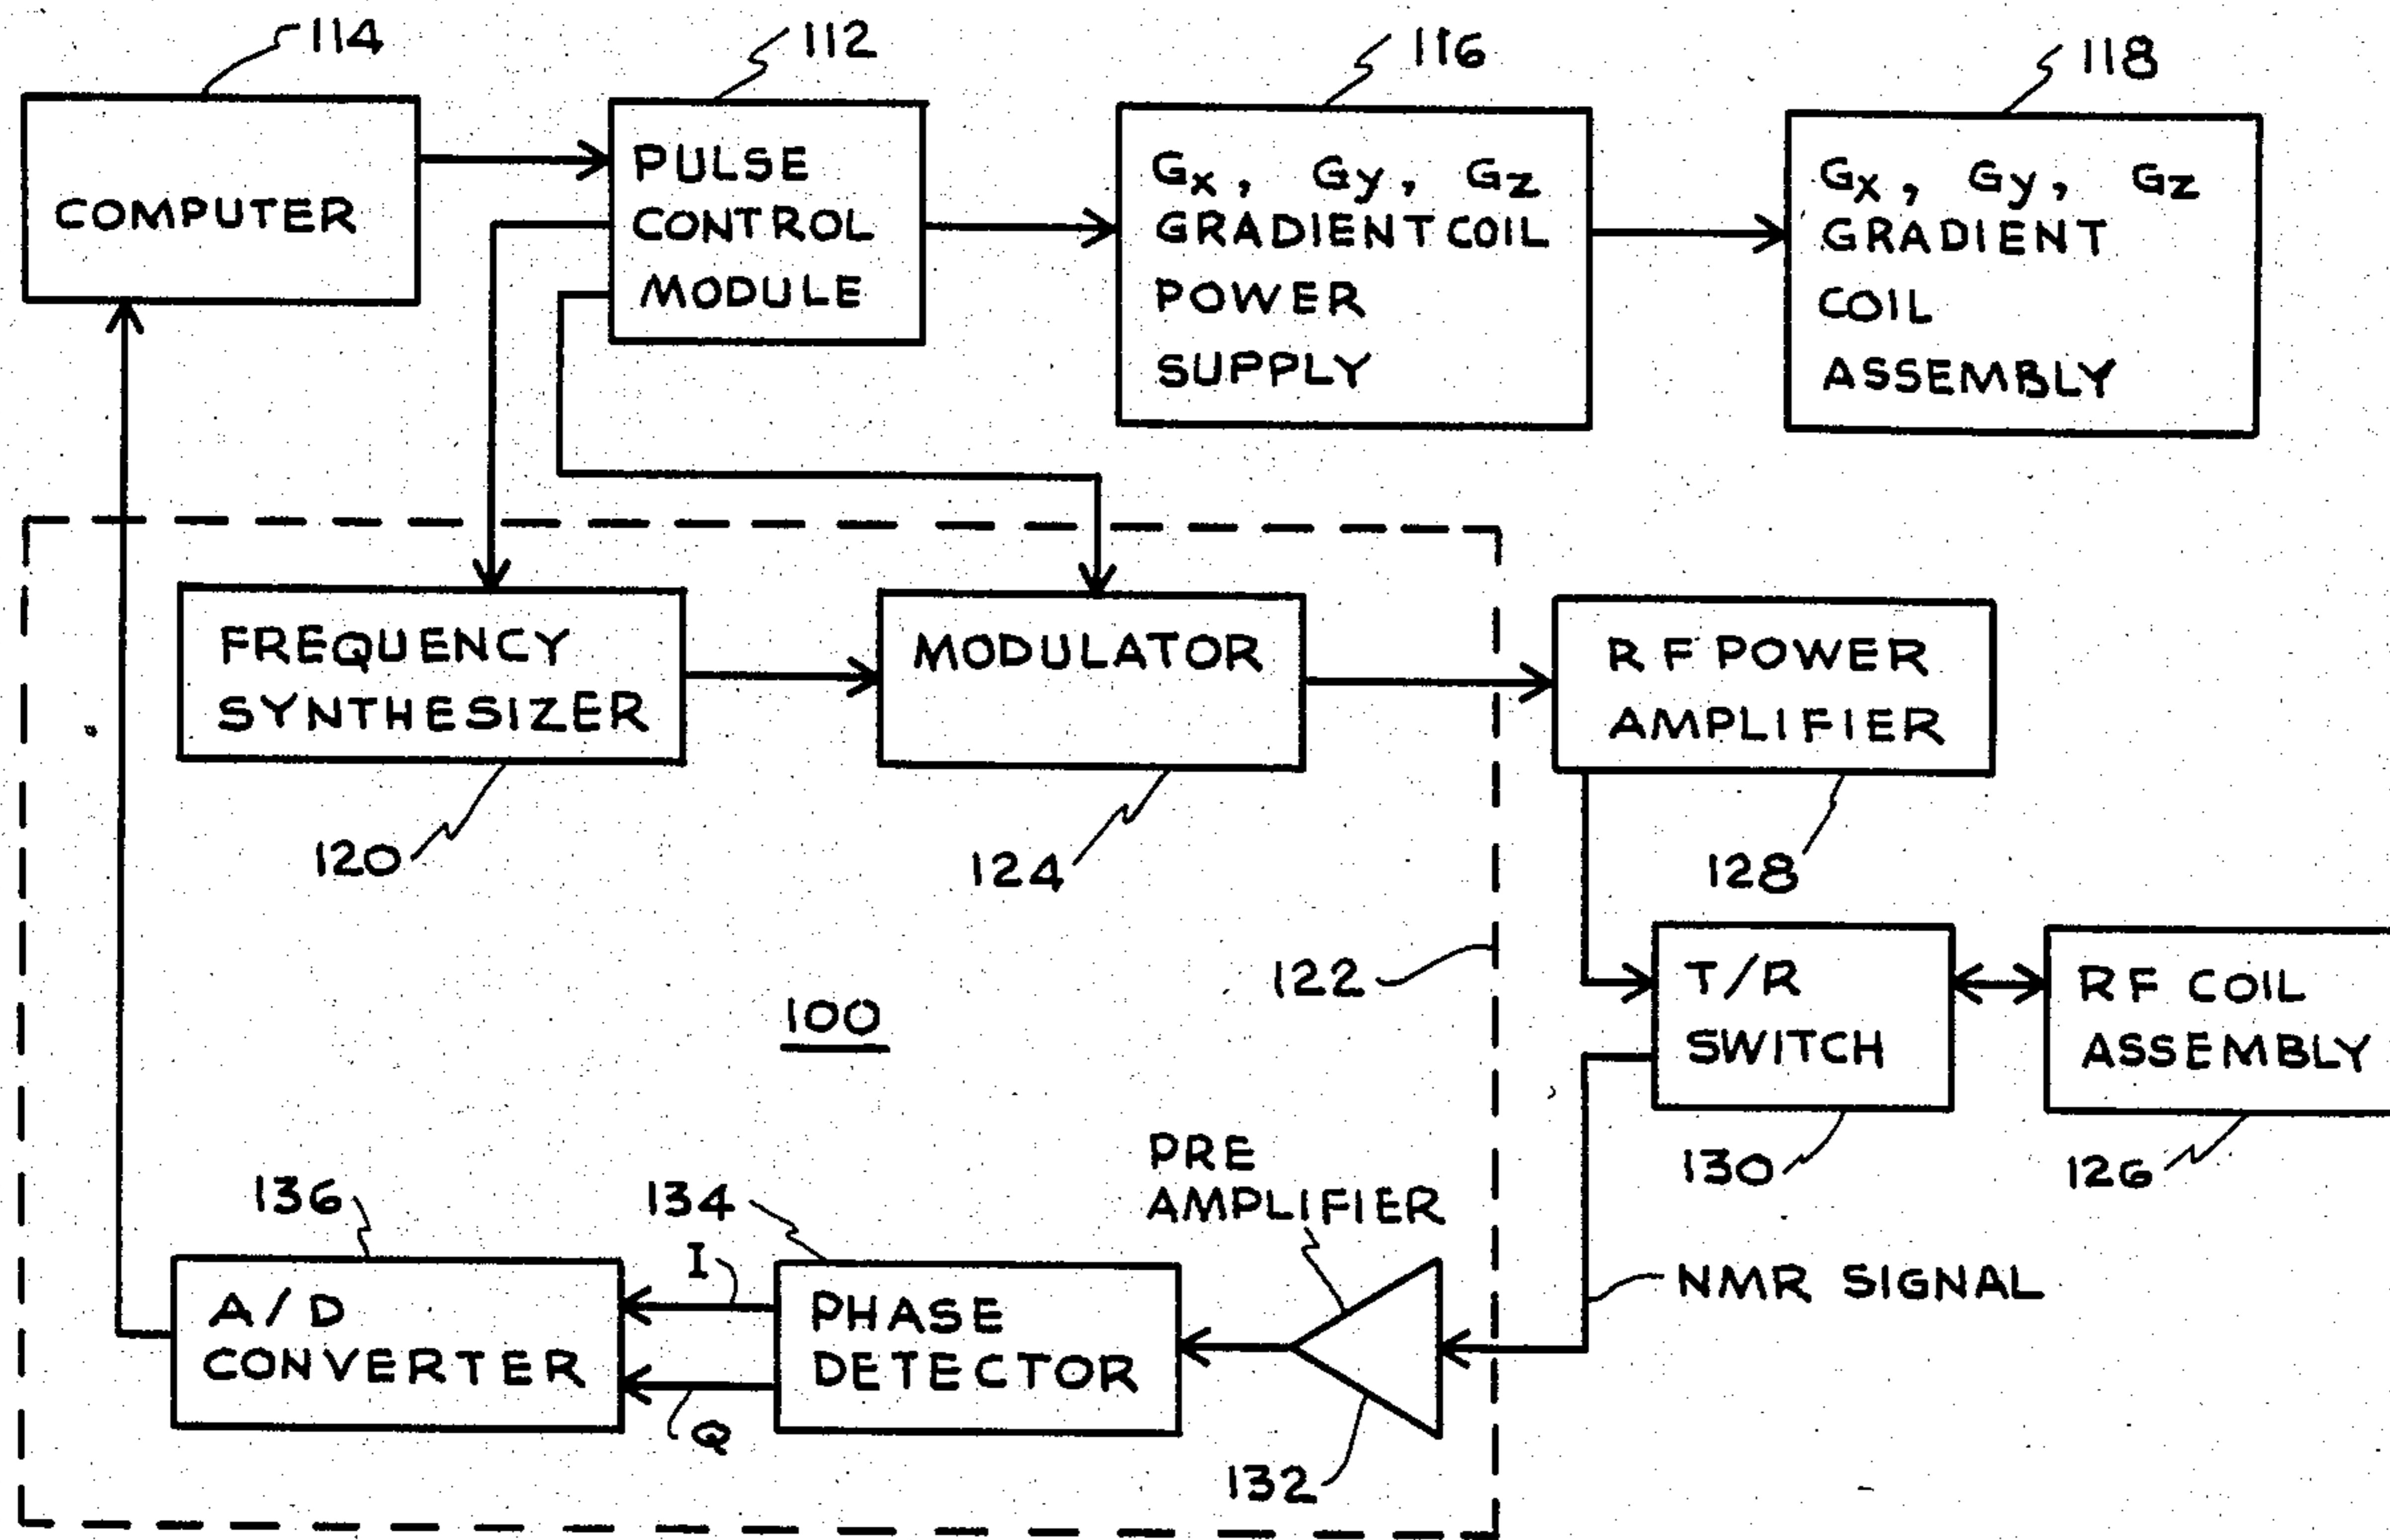 114
112
116
118
COMPUTER
PULSE
CONTROL
MODULE
Gx, Gy, Gz
GRADIENT COIL
POWER
SUPPLY
Gx, Gy, Gz
GRADIENT
COIL
ASSEMBLY
FREQUENCY
SYNTHESIZER
MODULATOR
RF POWER
AMPLIFIER
120
124
128
122
100
T/R
SWITCH
RF COIL
ASSEMBLY
130
126
PRE
AMPLIFIER
136
134
I
A/D
CONVERTER
PHASE
DETECTOR
NMR SIGNAL
Q
132